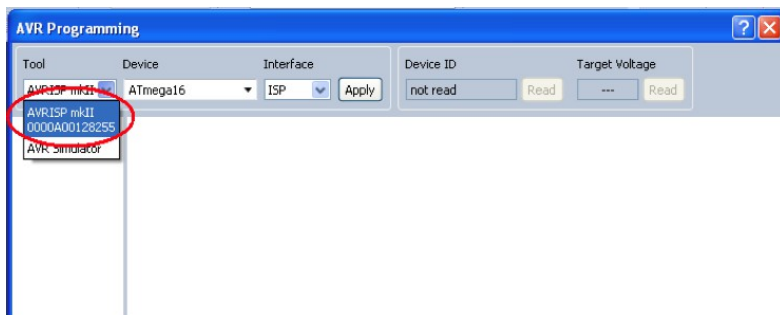 AVR Programming
Tool Device Interface Device ID Target Voltage
AVRISP mkII ATmega16 ISP Apply not read Read --- Read
AVRISP mkII
0000A00128255
AVR Simulator